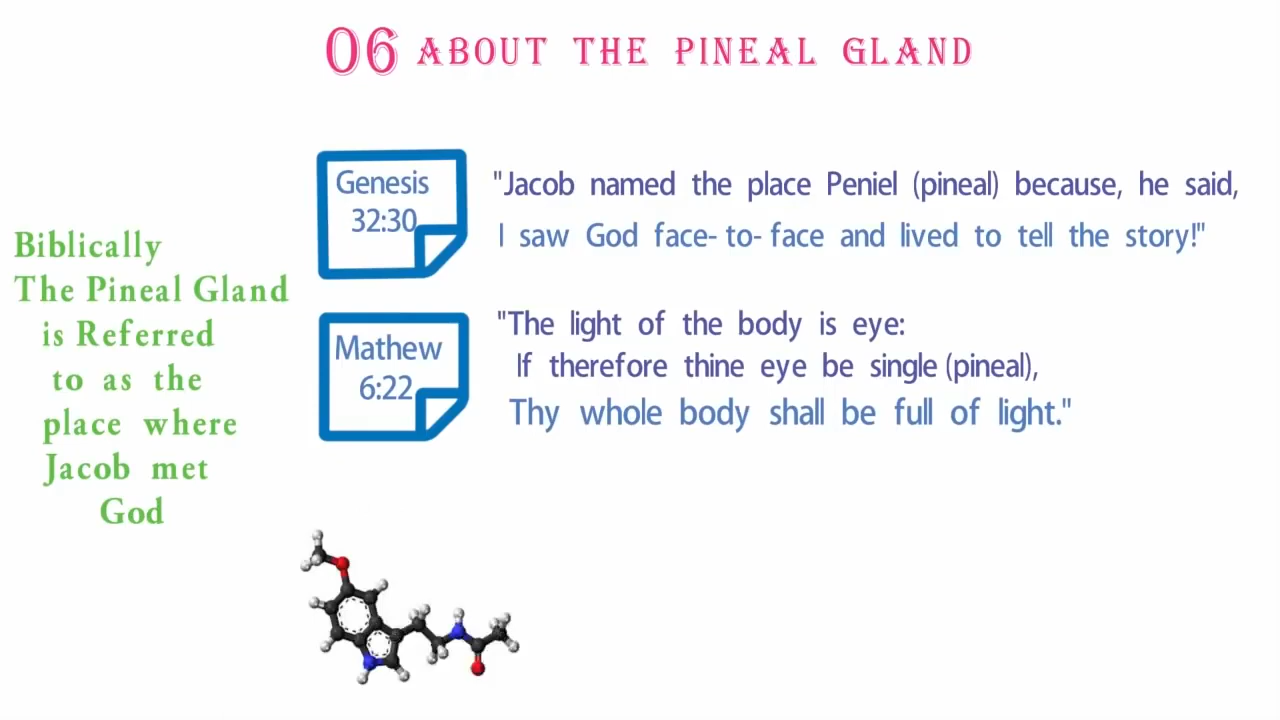 06 ABOUT THE PINEAL GLAND
Biblically
The Pineal Gland
is Referred
to as the
place where
Jacob met
God
Genesis
32:30
"Jacob named the place Peniel (pineal) because, he said,
I saw God face- to- face and lived to tell the story!"
Mathew
6:22
"The light of the body is eye:
If therefore thine eye be single (pineal),
Thy whole body shall be full of light."